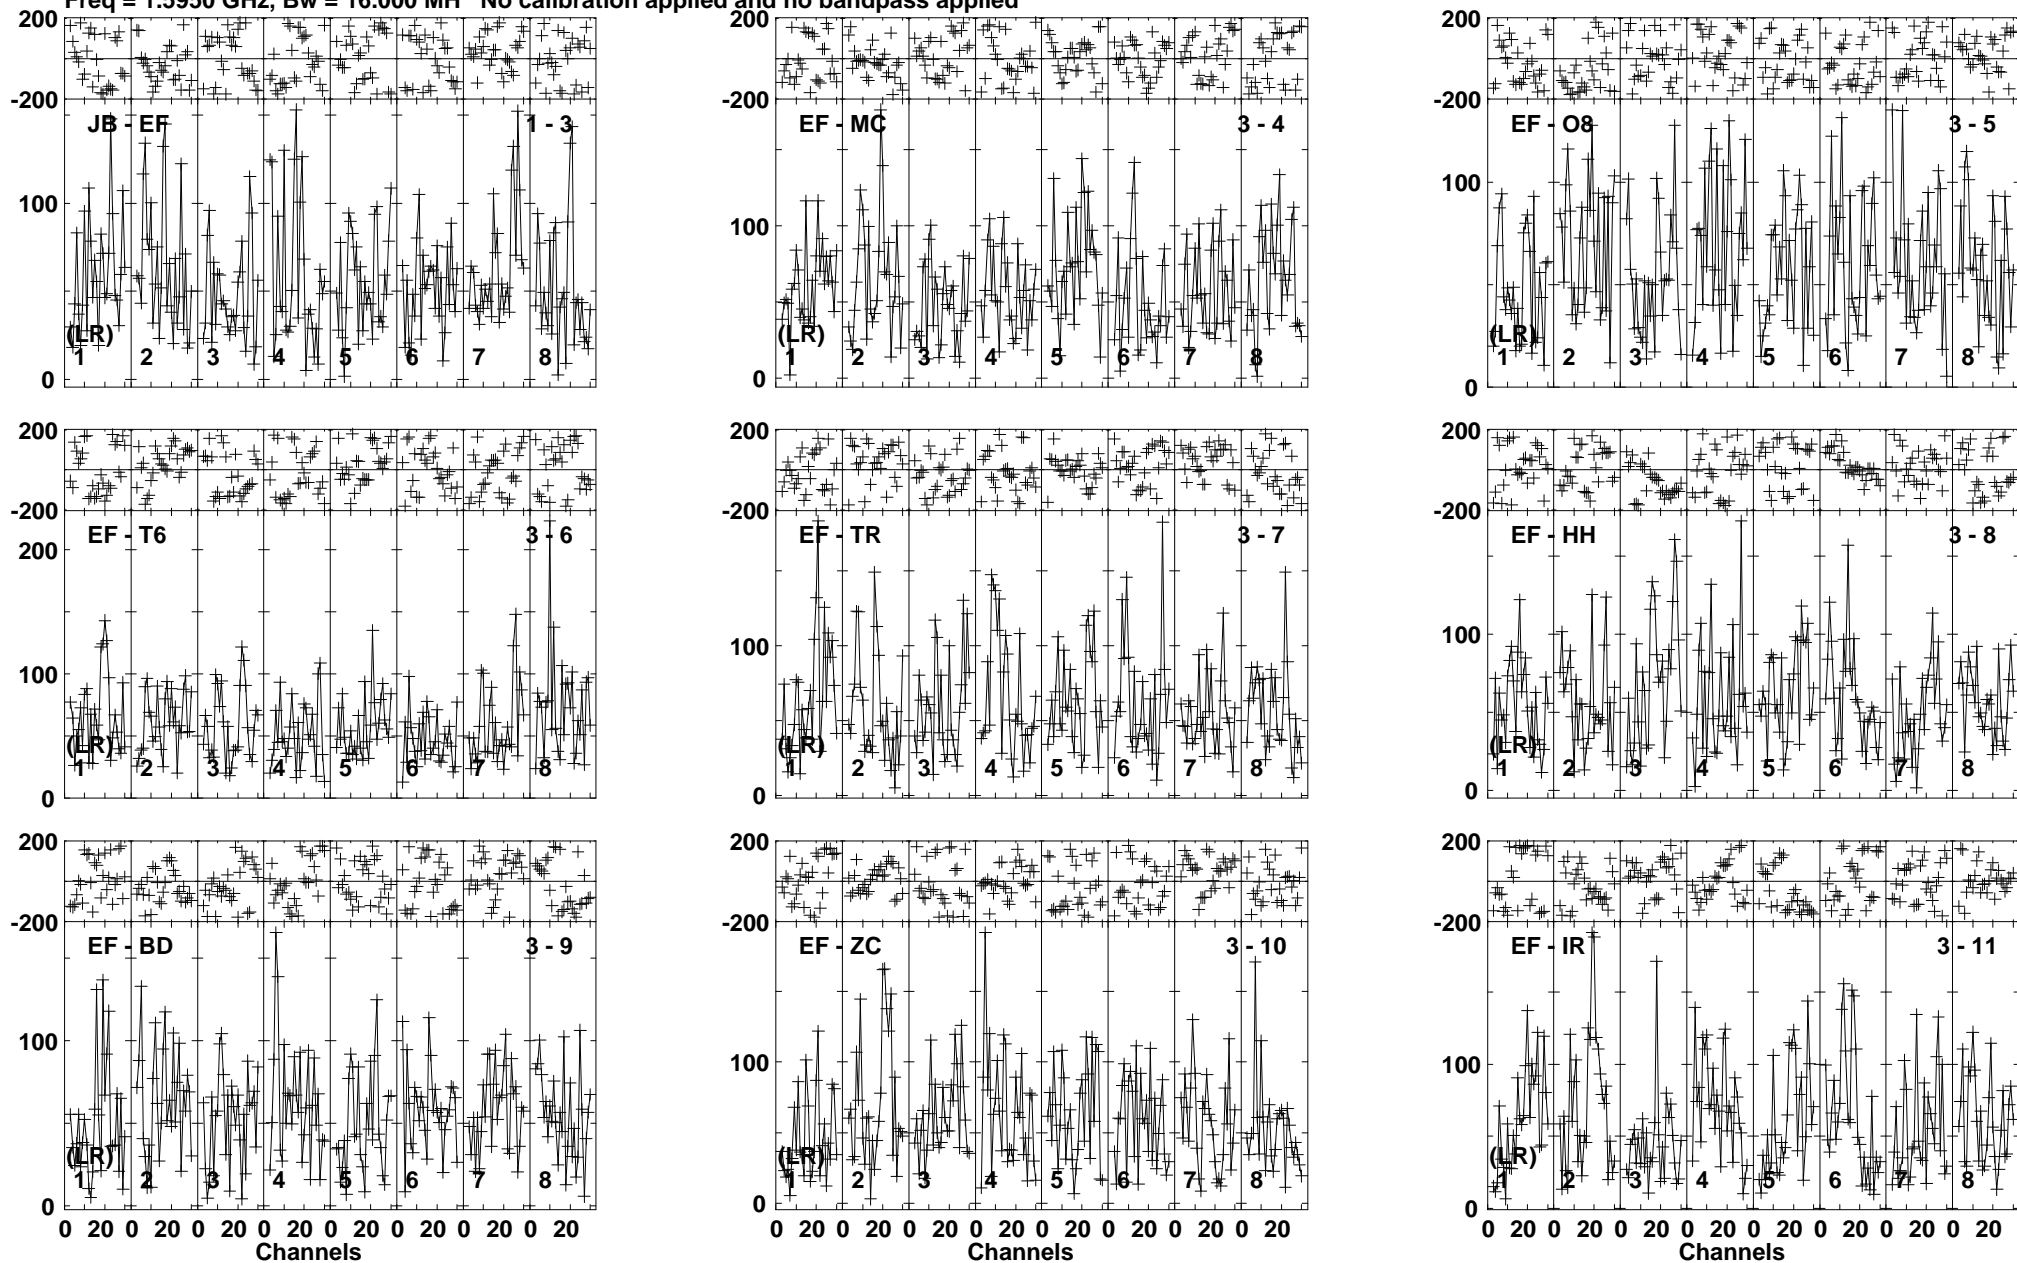 Freq = 1.5950 GHz, Bw = 16.000 MH No calibration applied and no bandpass applied
200 200 200
-200 -200 -200
JB - EF 1 - 3 EF - MC 3 - 4 EF - O8 3 - 5
100 100 100
(LR) (LR) (LR)
1 2 3 4 5 6 7 8 1 2 3 4 5 6 7 8 1 2 3 4 5 6 7 8
0 0 0
200 200 200
-200 -200 -200
EF - T6 3 - 6 EF - TR 3 - 7 EF - HH 3 - 8
200
100 100 100
(LR) (LR) (LR)
1 2 3 4 5 6 7 8 1 2 3 4 5 6 7 8 1 2 3 4 5 6 7 8
0 0 0
200 200 200
-200 -200 -200
EF - BD 3 - 9 EF - ZC 3 - 10 EF - IR 3 - 11
100 100 100
(LR) (LR) (LR)
1 2 3 4 5 6 7 8 1 2 3 4 5 6 7 8 1 2 3 4 5 6 7 8
0 0 0
0 20 0 20 0 20 0 20 0 20 0 20 0 20 0 20 0 20 0 20 0 20 0 20 0 20 0 20 0 20 0 20 0 20 0 20 0 20 0 20 0 20 0 20 0 20 0 20
Channels Channels Channels